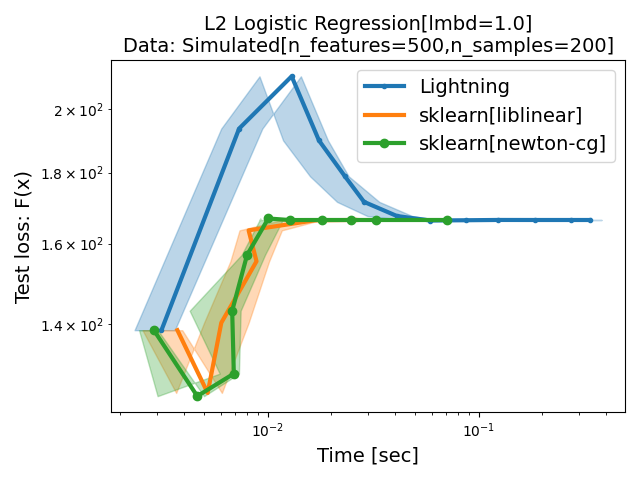 L2 Logistic Regression[lmbd=1.0]
Data: Simulated[n_features=500,n_samples=200]
Test loss: F(x)
2 × 10²
1.8 × 10²
1.6 × 10²
1.4 × 10²
Lightning
sklearn[liblinear]
sklearn[newton-cg]
10⁻² 10⁻¹
Time [sec]